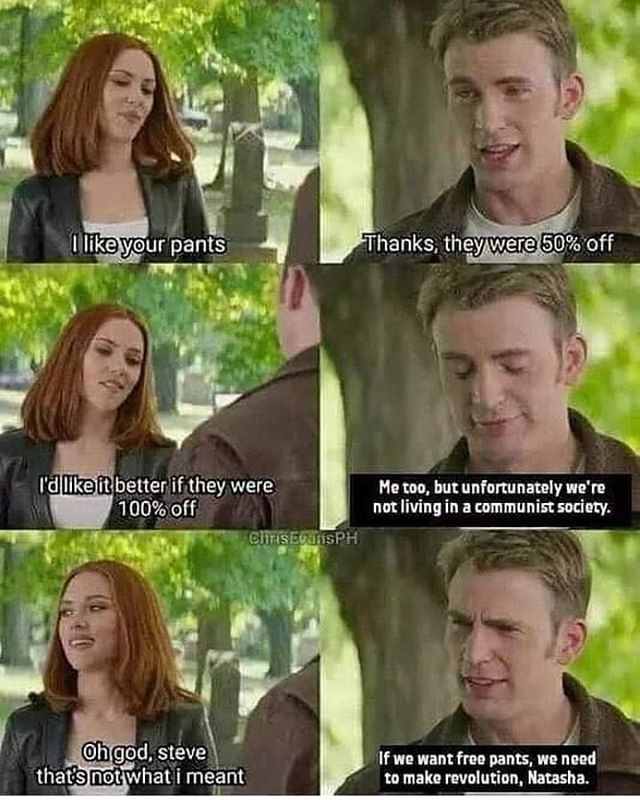 I like your pants
Thanks, they were 50% off
I'd like it better if they were
100% off
Me too, but unfortunately we're
not living in a communist society.
ChrisEvansPH
Oh god, steve
that's not what i meant
If we want free pants, we need
to make revolution, Natasha.